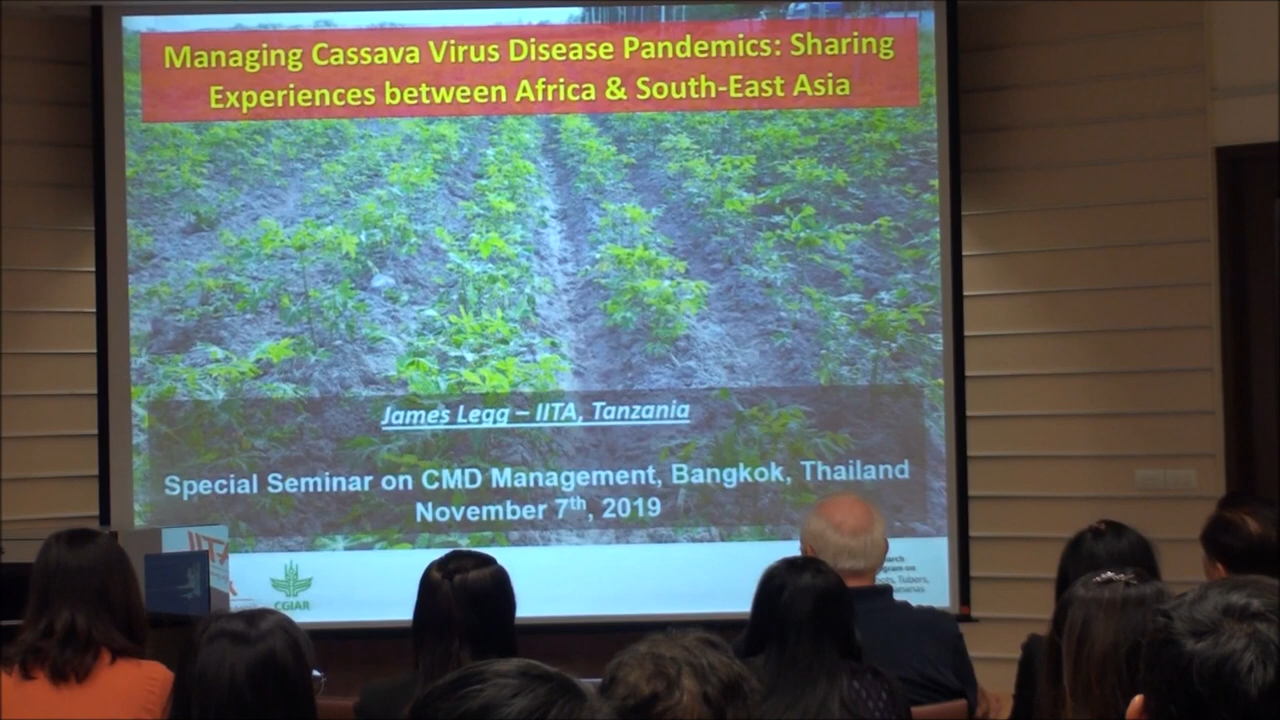 Managing Cassava Virus Disease Pandemics: Sharing
Experiences between Africa & South-East Asia
James Legg – IITA, Tanzania
Special Seminar on CMD Management, Bangkok, Thailand
November 7th, 2019
IITA
CGIAR